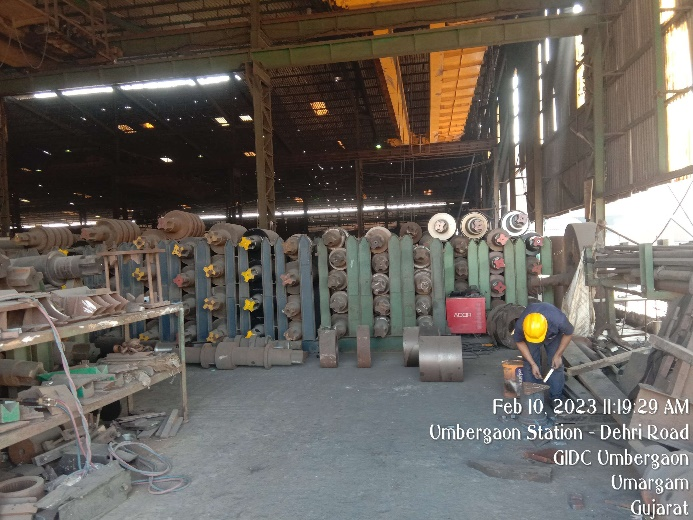 Feb 10, 2023 11:19:29 AM
Umbergaon Station - Dehri Road
GIDC Umbergaon
Umargam
Gujarat